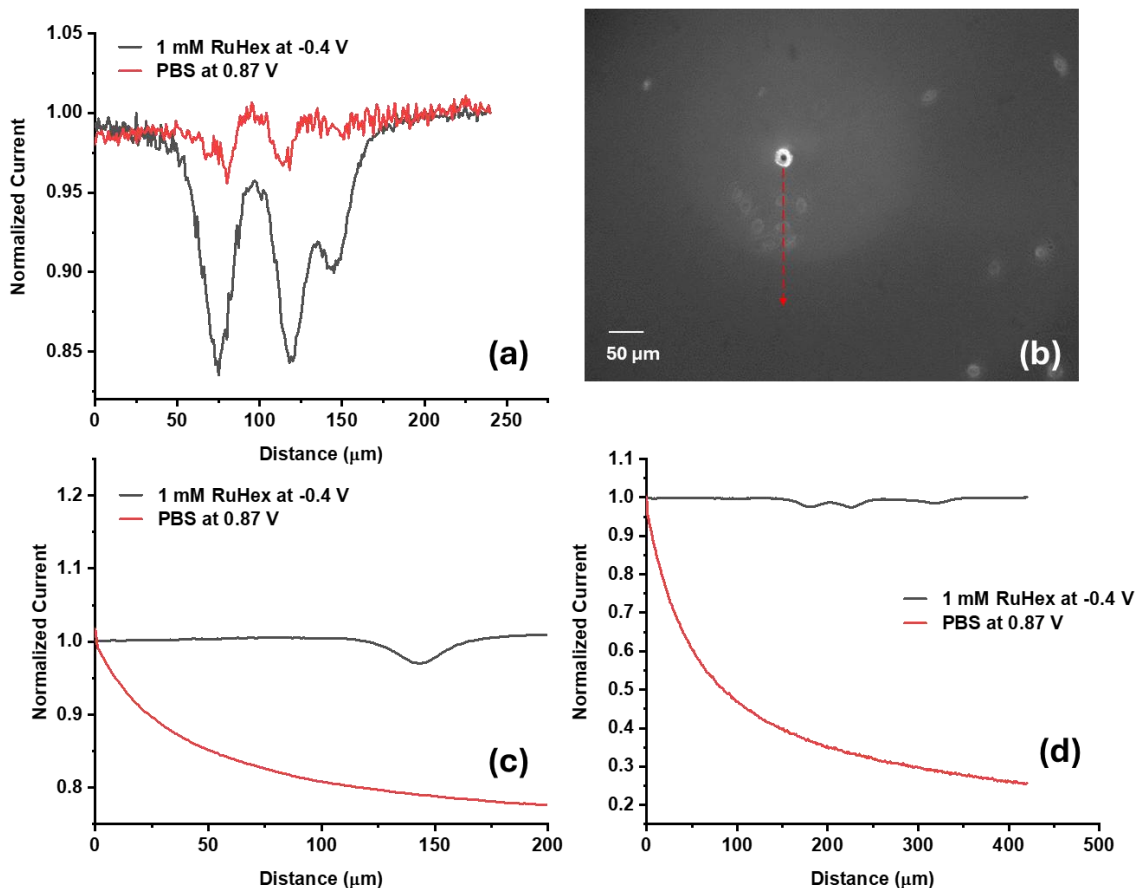 1.05
1.00
0.95
0.90
0.85
Normalized Current
1 mM RuHex at -0.4 V
PBS at 0.87 V
(a)
0 50 100 150 200 250
Distance (μm)
50 μm
(b)
1.2
1.1
1.0
0.9
0.8
Normalized Current
1 mM RuHex at -0.4 V
PBS at 0.87 V
(c)
0 50 100 150 200
Distance (μm)
1.1
1.0
0.9
0.8
0.7
0.6
0.5
0.4
0.3
0.2
Normalized Current
1 mM RuHex at -0.4 V
PBS at 0.87 V
(d)
0 100 200 300 400 500
Distance (μm)